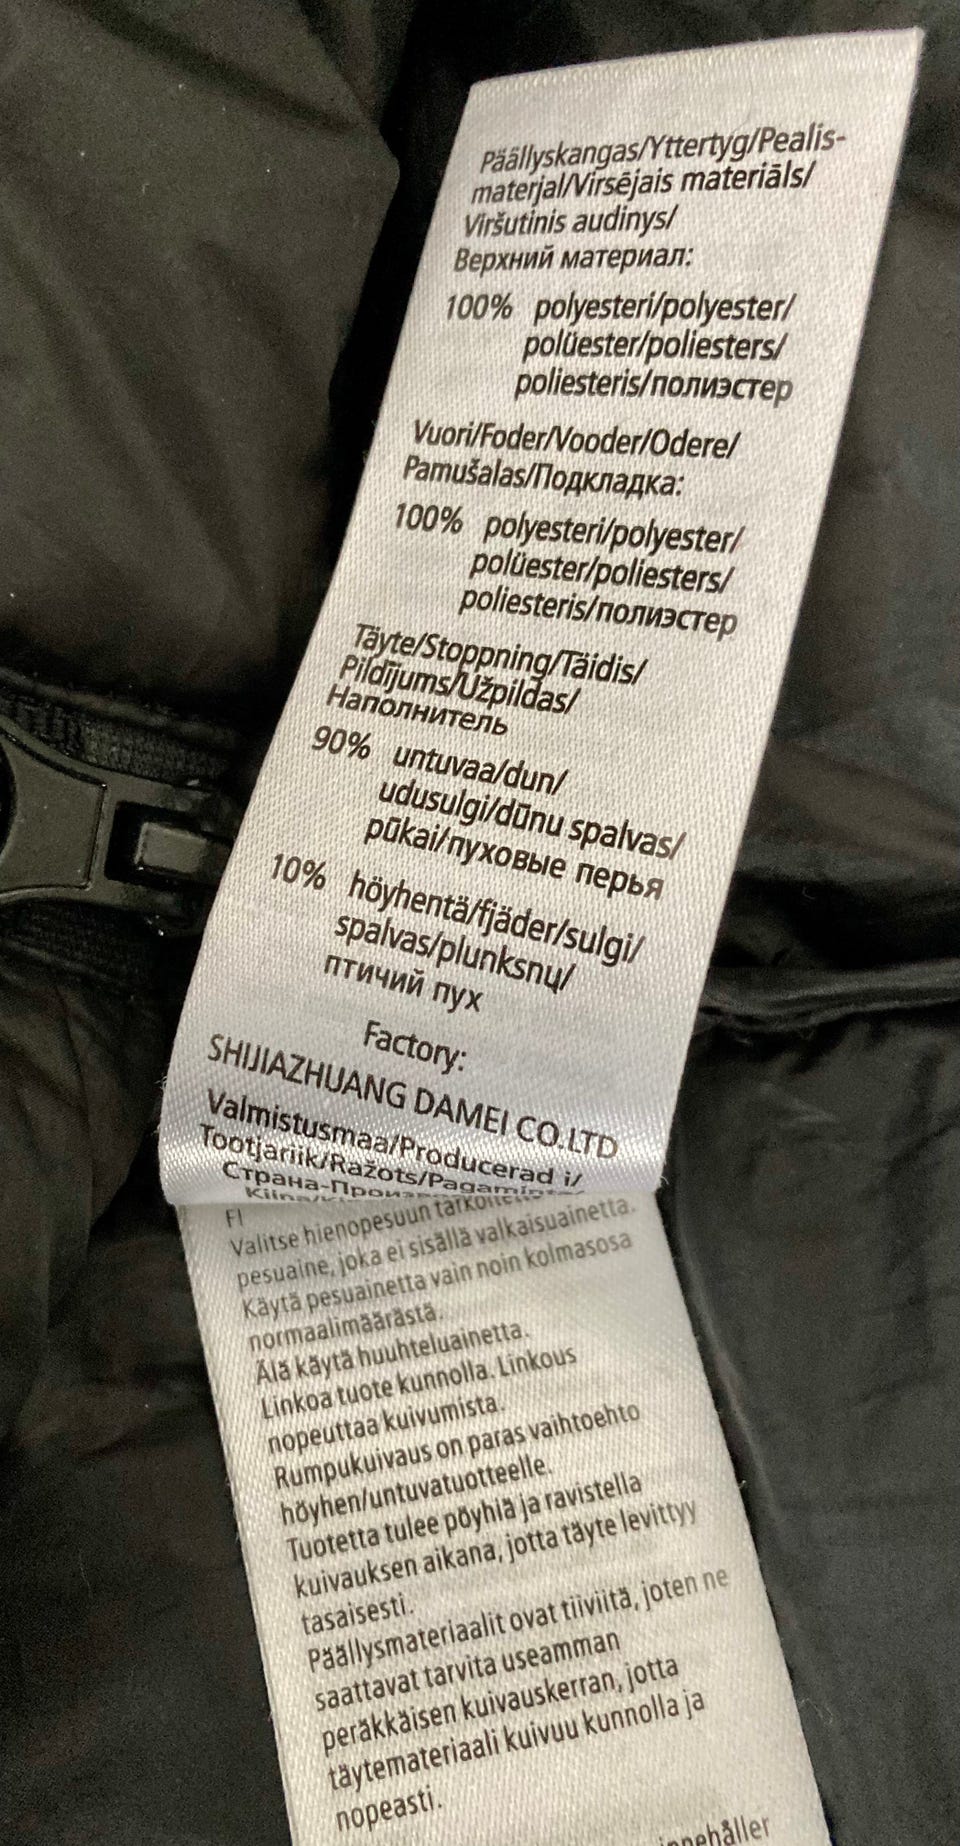 Päällyskangas/Yttertyg/Pealis-
materjal/Virsējais materiāls/
Viršutinis audinys/
Верхний материал:
100% polyesteri/polyester/
polüester/poliesters/
poliesteris/полиэстер
Vuori/Foder/Vooder/Odere/
Pamušalas/Подкладка:
100% polyesteri/polyester/
polüester/poliesters/
poliesteris/полиэстер
Täyte/Stoppning/Täidis/
Pildījums/Užpildas/
Наполнитель
90% untuvaa/dun/
udusulgi/dūnu spalvas/
pūkai/пуховые перья
10% höyhentä/fjäder/sulgi/
spalvas/plunksnų/
птичий пух
Factory:
SHIJIAZHUANG DAMEI CO.LTD
Valmistusmaa/Producerad i/
Tootjariik/Ražots/Pagaminta/
FI
Valitse hienopesuun
pesuaine, joka ei sisällä valkaisuainetta.
Käytä pesuainetta vain noin kolmasosa
normaalimäärästä.
Älä käytä huuhteluainetta.
Linkoa tuote kunnolla. Linkous
nopeuttaa kuivumista.
Rumpukuivaus on paras vaihtoehto
höyhen/untuvatuotteelle.
Tuotetta tulee pöyhiä ja ravistella
kuivauksen aikana, jotta täyte levittyy
tasaisesti.
Päällysmateriaalit ovat tiiviitä, joten ne
saattavat tarvita useamman
peräkkäisen kuivauskerran, jotta
täytemateriaali kuivuu kunnolla ja
nopeasti.
innehåller